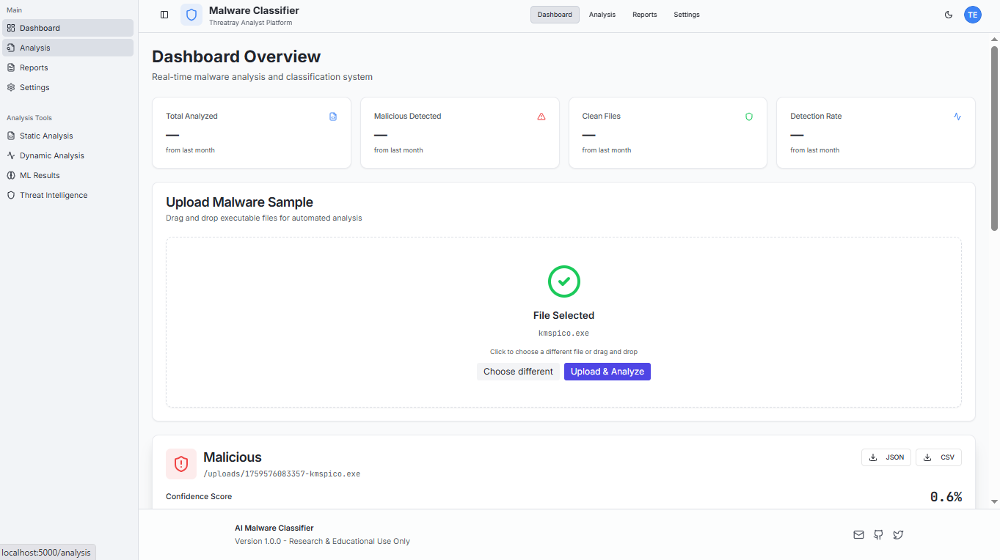 Main
Dashboard
Analysis
Reports
Settings
Analysis Tools
Static Analysis
Dynamic Analysis
ML Results
Threat Intelligence
Malware Classifier
Threatray Analyst Platform
Dashboard
Analysis
Reports
Settings
TE
Dashboard Overview
Real-time malware analysis and classification system
Total Analyzed
—
from last month
Malicious Detected
—
from last month
Clean Files
—
from last month
Detection Rate
—
from last month
Upload Malware Sample
Drag and drop executable files for automated analysis
File Selected
kmspico.exe
Click to choose a different file or drag and drop
Choose different
Upload & Analyze
Malicious
/uploads/1759576083357-kmspico.exe
JSON
CSV
Confidence Score
0.6%
AI Malware Classifier
Version 1.0.0 - Research & Educational Use Only
localhost:5000/analysis